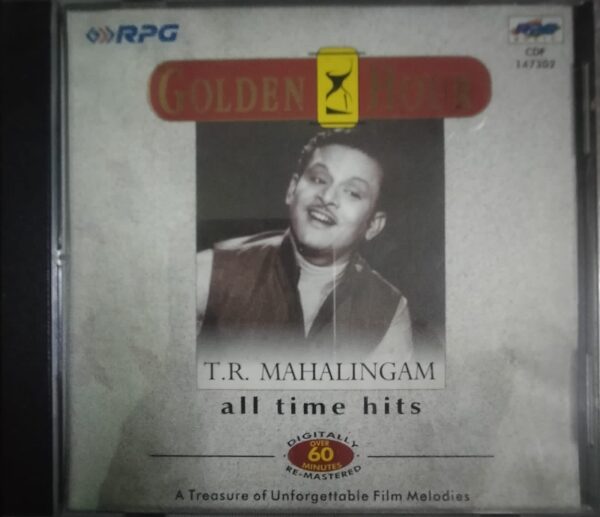 RPG
CDF
147302
GOLDEN HOUR
T.R. MAHALINGAM
all time hits
DIGITALLY
OVER
60
MINUTES
RE-MASTERED
A Treasure of Unforgettable Film Melodies